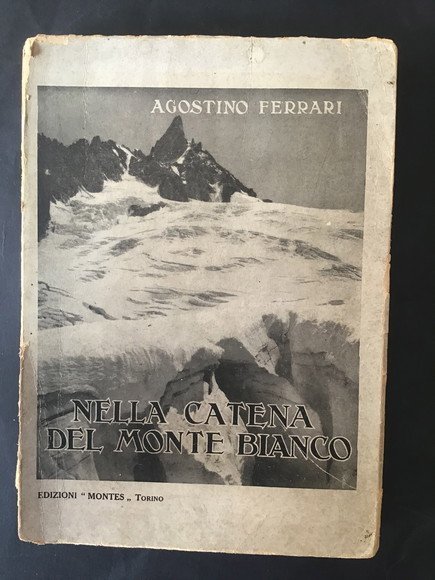 AGOSTINO FERRARI
NELLA CATENA
DEL MONTE BIANCO
EDIZIONI “ MONTES „ TORINO